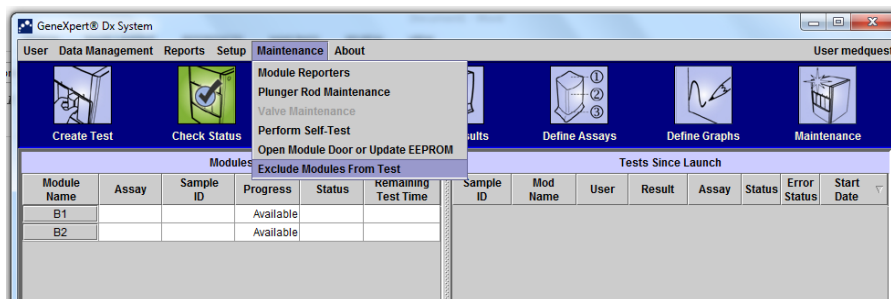 GeneXpert® Dx System
User Data Management Reports Setup Maintenance About
User medquest
Module Reporters
Plunger Rod Maintenance
Valve Maintenance
Perform Self-Test
Open Module Door or Update EEPROM
Exclude Modules From Test
Create Test Check Status Define Assays Define Graphs Maintenance
①
②
③
Tests Since Launch
Module Name Assay Sample ID Progress Status Remaining Test Time
Sample ID Mod Name User Result Assay Status Error Status Start Date
B1 Available
B2 Available